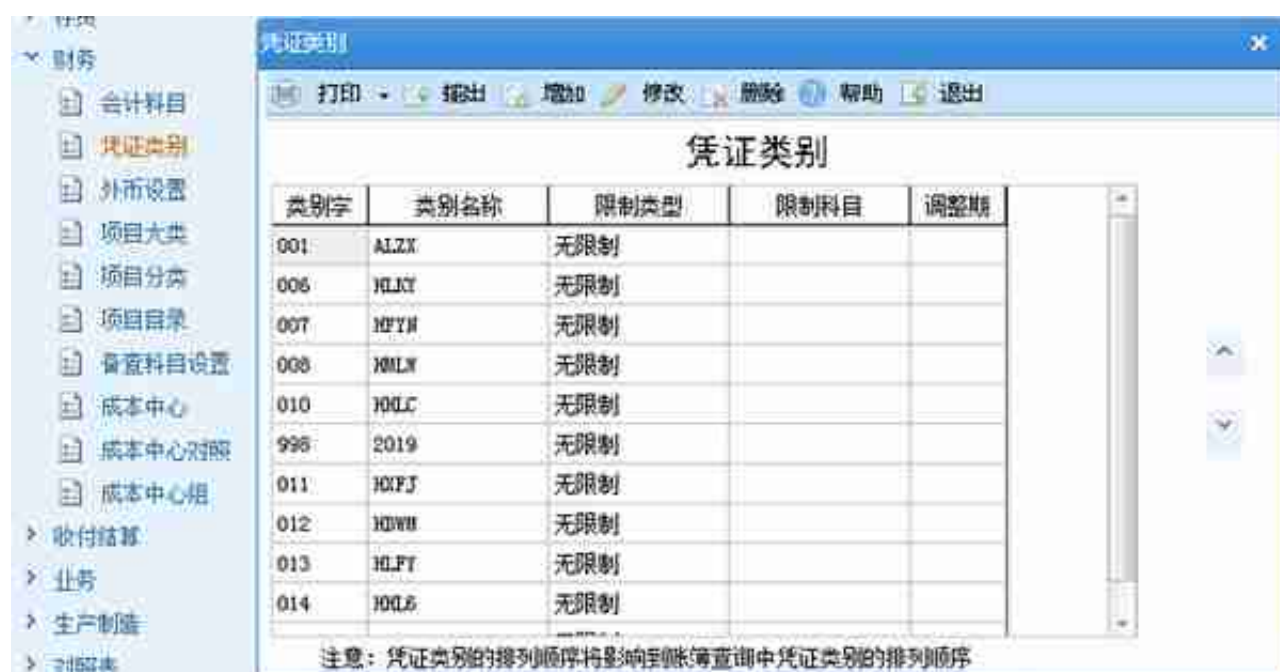 财务
会计科目
凭证类别
外币设置
项目大类
项目分类
项目目录
备查科目设置
成本中心
成本中心对照
成本中心组
收付结算
业务
生产制造
对照表
凭证类别
打印 输出 增加 修改 删除 帮助 退出
凭证类别
类别字 类别名称 限制类型 限制科目 调整期
001 ALZX 无限制
006 无限制
007 无限制
008 无限制
010 无限制
998 2019 无限制
011 无限制
012 无限制
013 无限制
014 无限制
注意：凭证类别的排列顺序将影响到账簿查询中凭证类别的排列顺序